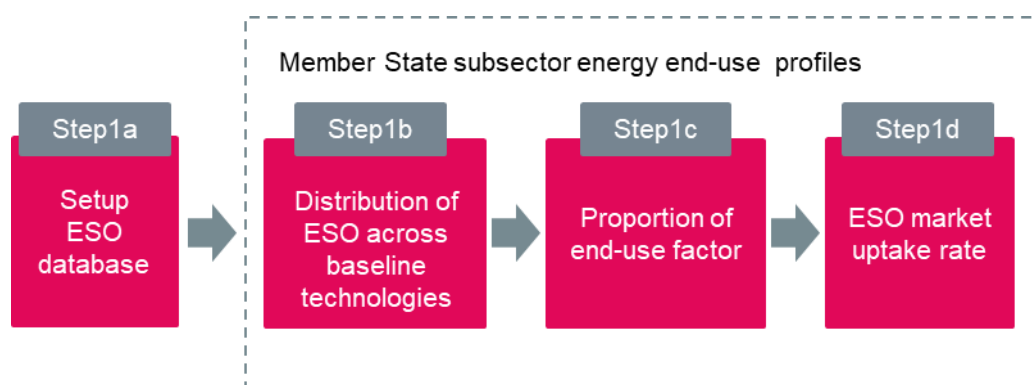 Member State subsector energy end-use profiles
Step1a
Setup
ESO
database
Step1b
Distribution of
ESO across
baseline
technologies
Step1c
Proportion of
end-use factor
Step1d
ESO market
uptake rate